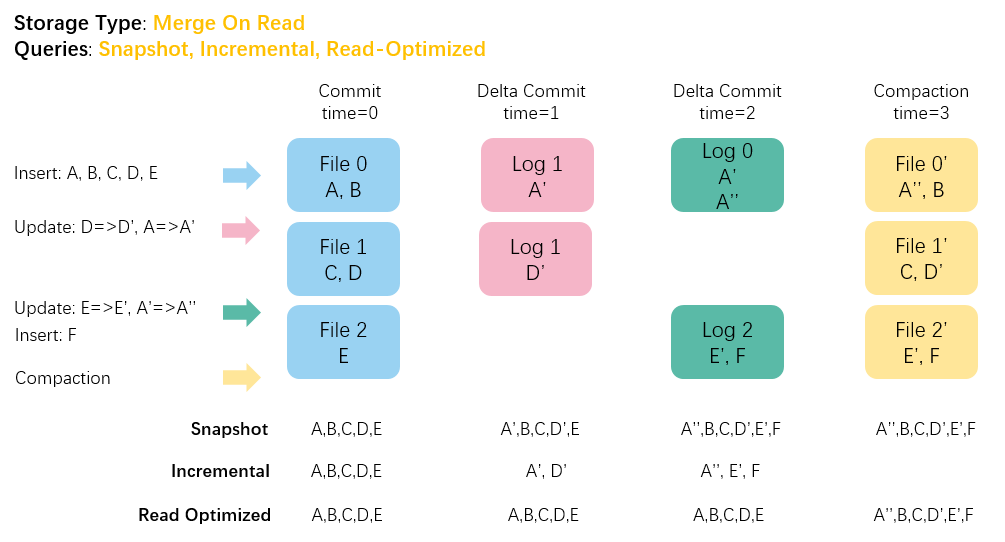 Storage Type: Merge On Read
Queries: Snapshot, Incremental, Read-Optimized
Commit
time=0
Delta Commit
time=1
Delta Commit
time=2
Compaction
time=3
Insert: A, B, C, D, E
File 0
A, B
Log 1
A’
Log 0
A’
A’’
File 0’
A’’, B
Update: D=>D’, A=>A’
File 1
C, D
Log 1
D’
File 1’
C, D’
Update: E=>E’, A’=>A’’
Insert: F
File 2
E
Log 2
E’, F
File 2’
E’, F
Compaction
Snapshot A,B,C,D,E A’,B,C,D’,E A’’,B,C,D’,E’,F A’’,B,C,D’,E’,F
Incremental A,B,C,D,E A’, D’ A’’, E’, F
Read Optimized A,B,C,D,E A,B,C,D,E A,B,C,D,E A’’,B,C,D’,E’,F